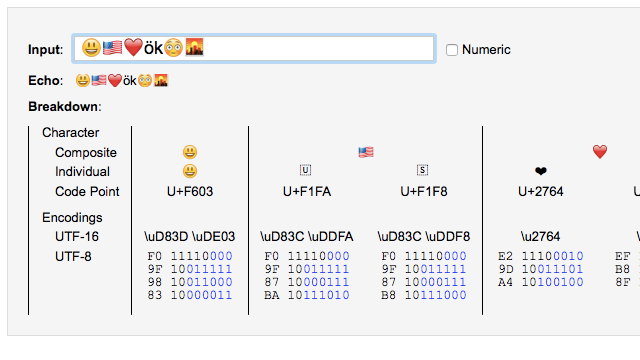 Input: 😃🇺🇸❤️ök😳🌇 Numeric
Echo: 😃🇺🇸❤️ök😳🌇
Breakdown:
Character
Composite 😃 🇺🇸 ❤️
Individual 😃 🇺 🇸 ❤
Code Point U+F603 U+F1FA U+F1F8 U+2764 U
Encodings
UTF-16 \uD83D \uDE03 \uD83C \uDDFA \uD83C \uDDF8 \u2764 \
UTF-8 F0 11110000 F0 11110000 F0 11110000 E2 11100010 EF
9F 10011111 9F 10011111 9F 10011111 9D 10011101 B8
98 10011000 87 10000111 87 10000111 A4 10100100 8F
83 10000011 BA 10111010 B8 10111000